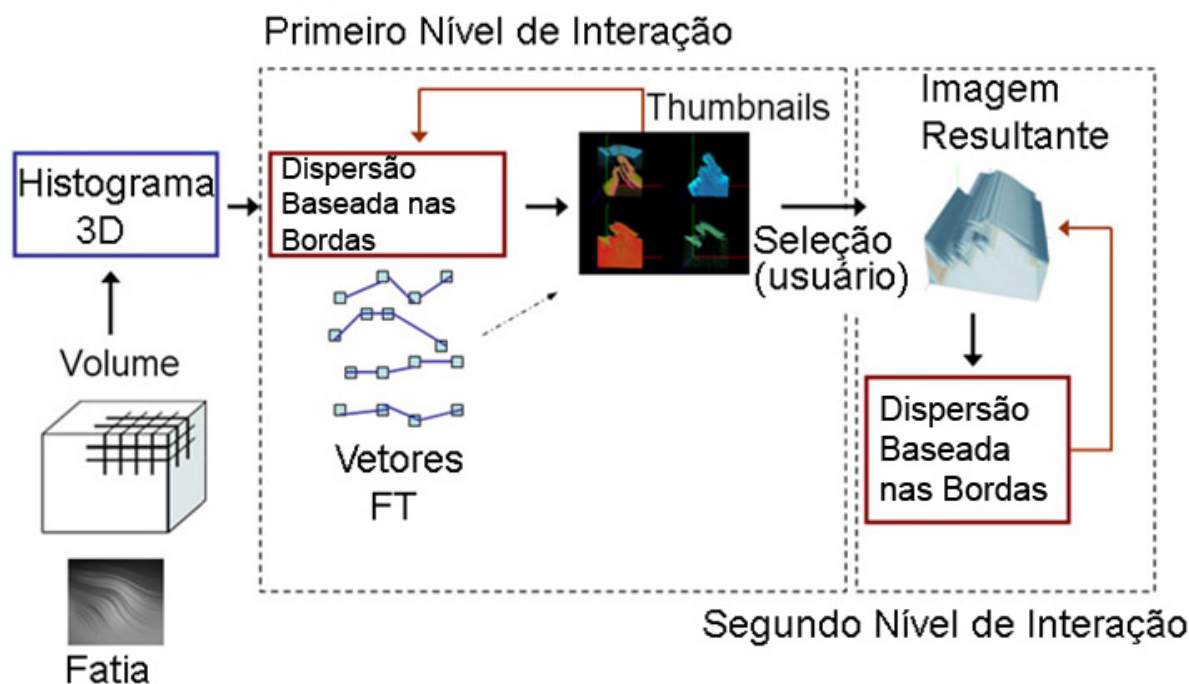 Primeiro Nível de Interação
Histograma
3D
Volume
Fatia
Dispersão
Baseada nas
Bordas
Vetores
FT
Thumbnails
Seleção
(usuário)
Imagem
Resultante
Dispersão
Baseada
nas Bordas
Segundo Nível de Interação